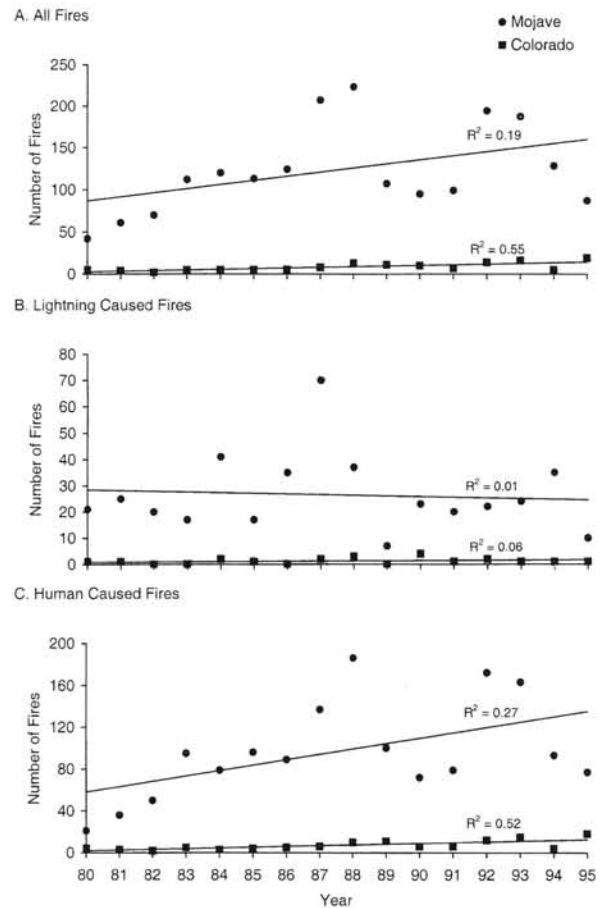 A. All Fires
Mojave
Colorado
250
200
150
100
50
0
Number of Fires
R² = 0.19
R² = 0.55
B. Lightning Caused Fires
80
70
60
50
40
30
20
10
0
Number of Fires
R² = 0.01
R² = 0.06
C. Human Caused Fires
200
160
120
80
40
0
Number of Fires
R² = 0.27
R² = 0.52
80 81 82 83 84 85 86 87 88 89 90 91 92 93 94 95
Year